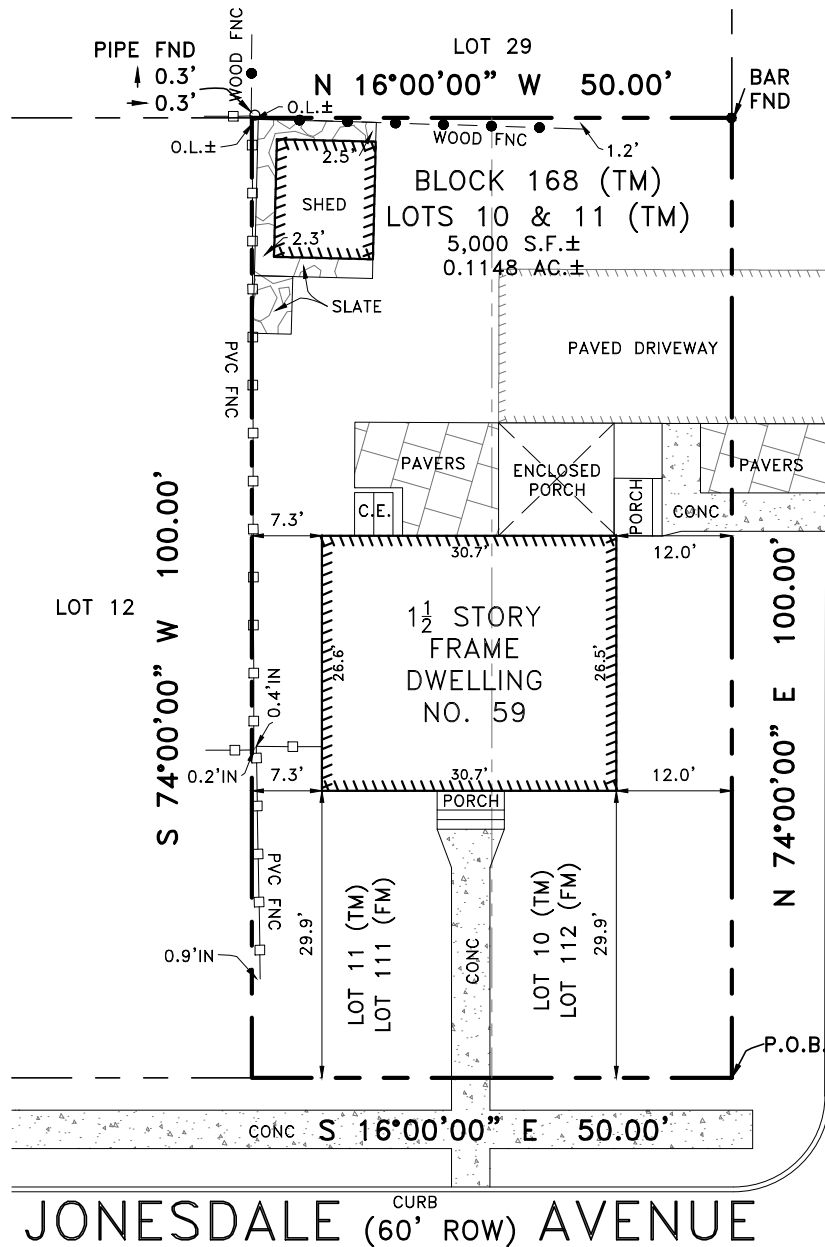 WOOD FNC
PIPE FND
0.3'
0.3'
LOT 29
N 16°00'00" W 50.00'
BAR
FND
O.L.±
O.L.±
WOOD FNC
1.2'
2.5'
SHED
2.3'
SLATE
BLOCK 168 (TM)
LOTS 10 & 11 (TM)
5,000 S.F.±
0.1148 AC.±
PVC FNC
PAVED DRIVEWAY
PAVERS
ENCLOSED
PORCH
PORCH
PAVERS
CONC
C.E.
7.3'
30.7'
12.0'
S 74°00'00" W 100.00'
LOT 12
1½ STORY
FRAME
DWELLING
NO. 59
26.6'
26.5'
N 74°00'00" E 100.00'
0.4'IN
0.2'IN
7.3'
30.7'
12.0'
PORCH
PVC FNC
0.9'IN
29.9'
LOT 11 (TM)
LOT 111 (FM)
CONC
LOT 10 (TM)
LOT 112 (FM)
29.9'
P.O.B.
CONC
S 16°00'00" E 50.00'
CURB
JONESDALE (60' ROW) AVENUE